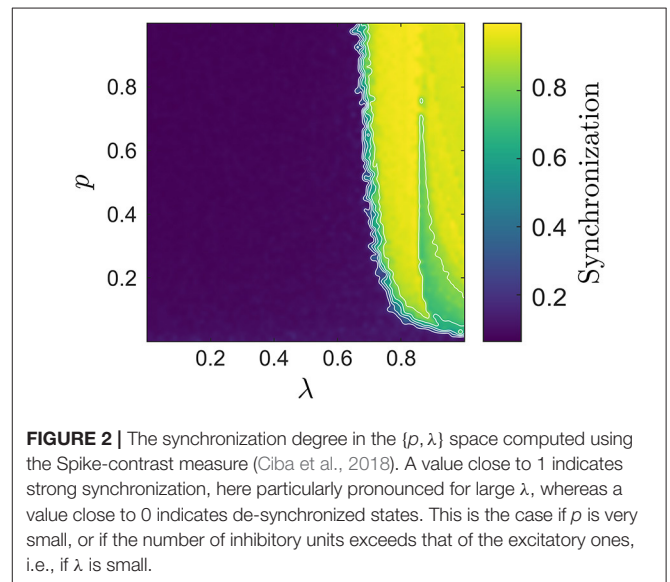 0.8
0.6
0.4
0.2
p
0.2
0.4
0.6
0.8
λ
0.8
0.6
0.4
0.2
Synchronization
FIGURE 2 | The synchronization degree in the {p, λ} space computed using
the Spike-contrast measure (Ciba et al., 2018). A value close to 1 indicates
strong synchronization, here particularly pronounced for large λ, whereas a
value close to 0 indicates de-synchronized states. This is the case if p is very
small, or if the number of inhibitory units exceeds that of the excitatory ones,
i.e., if λ is small.